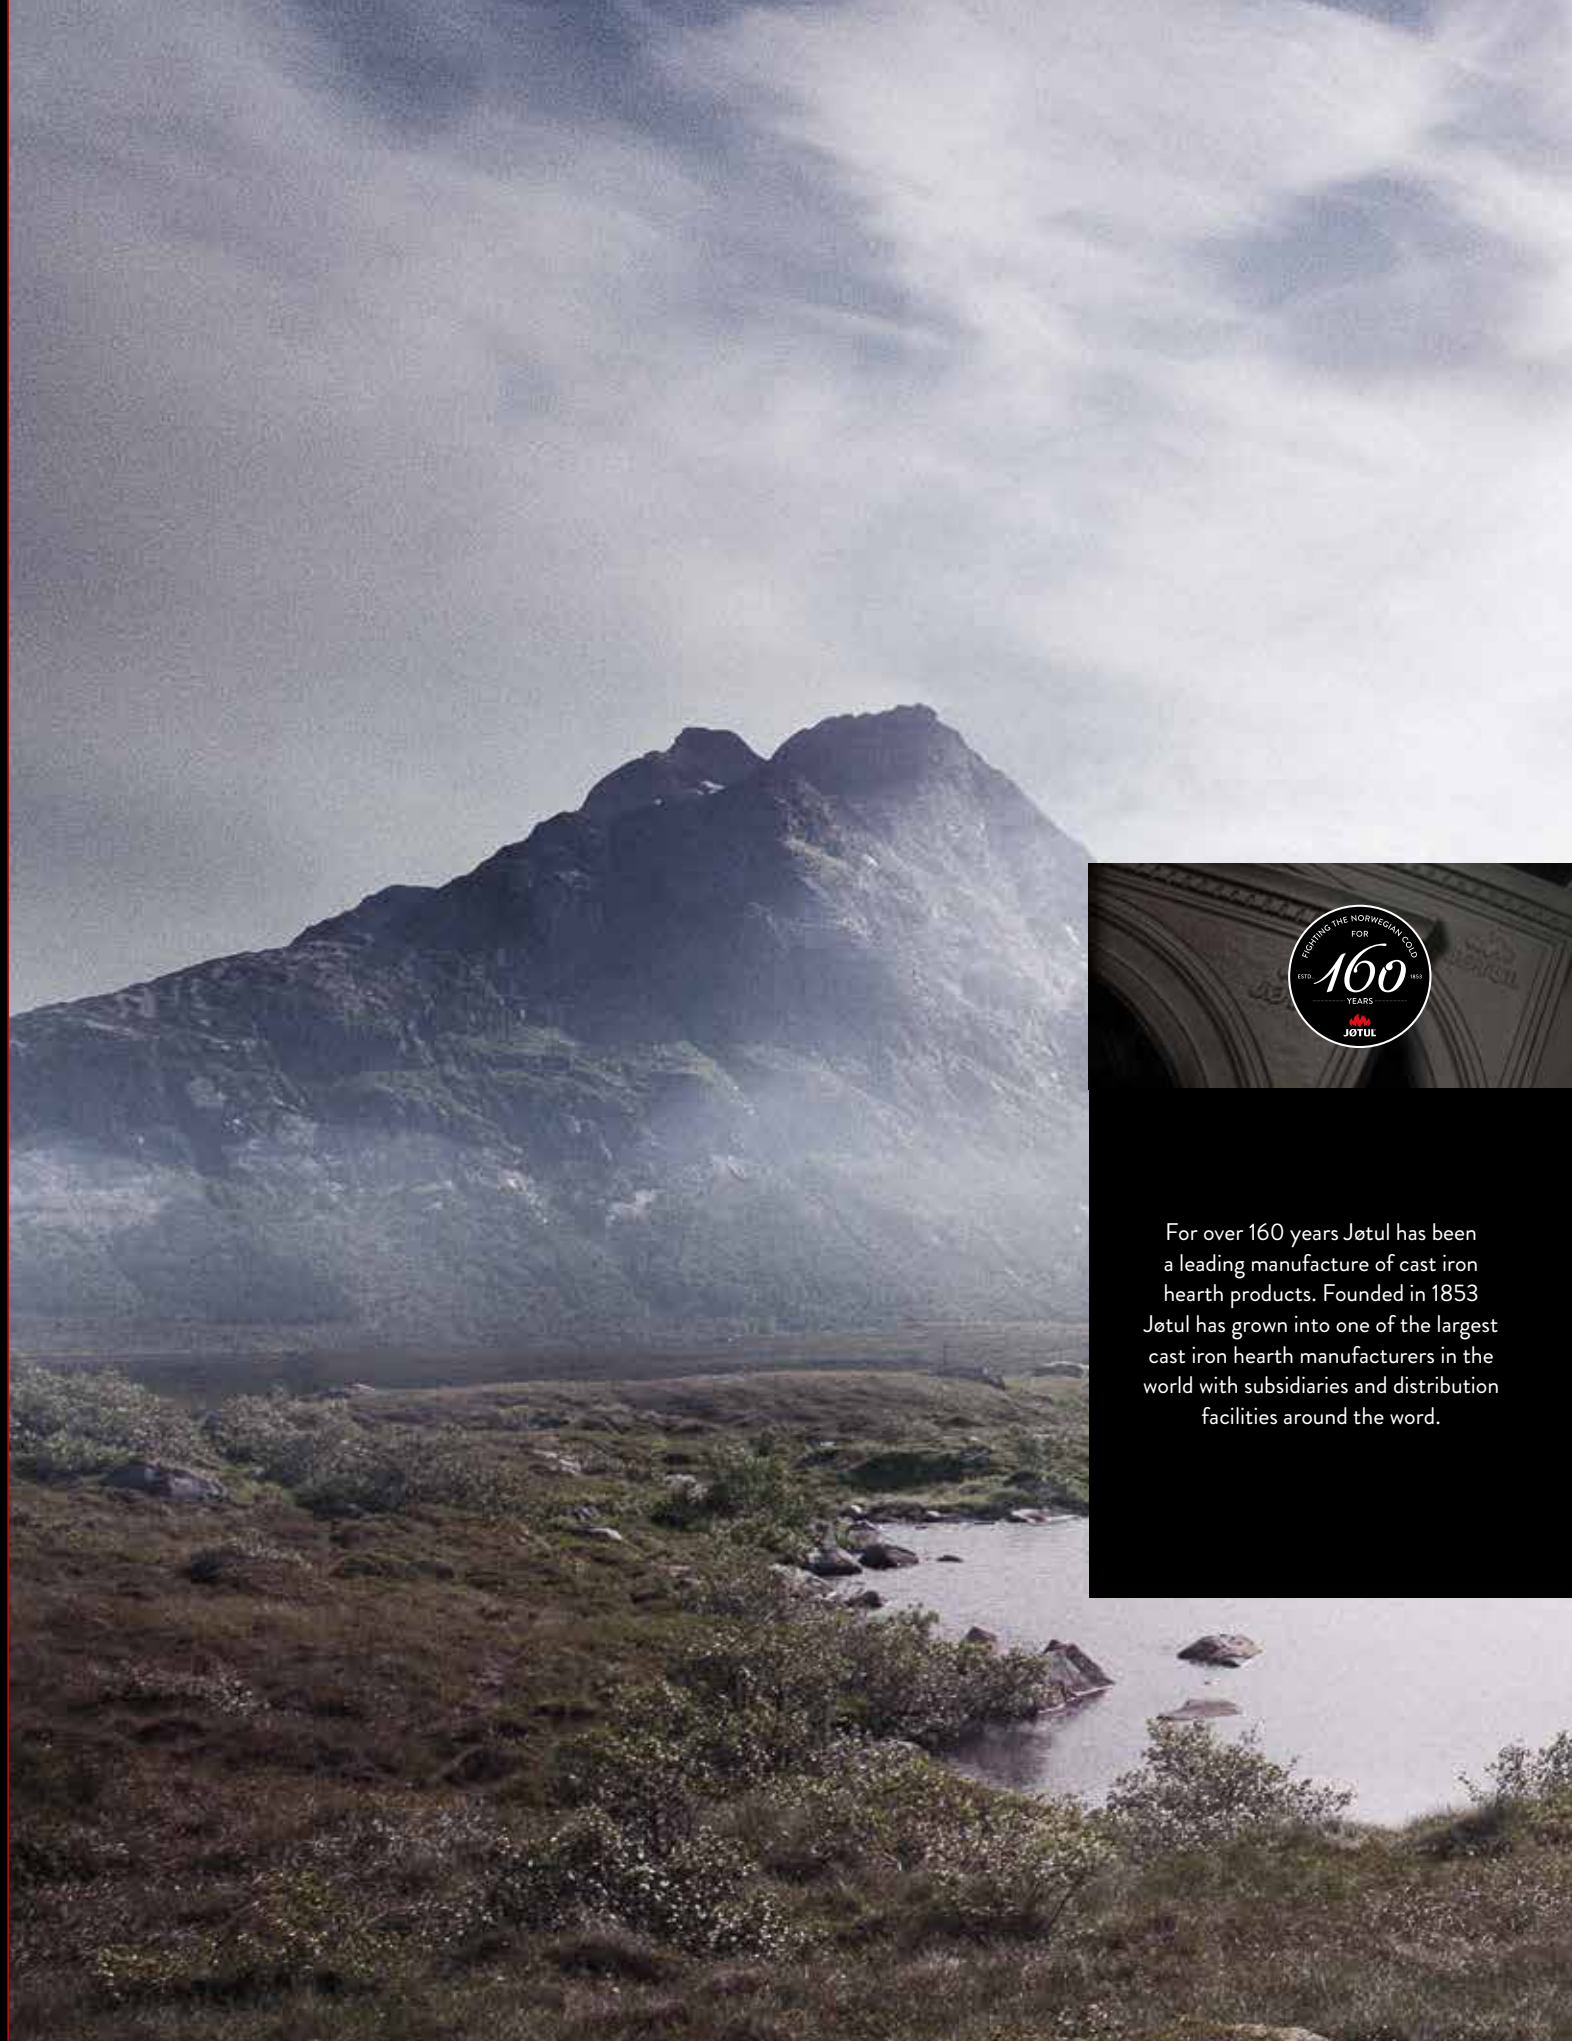 FIGHTING THE NORWEGIAN COLD
FOR
ESTD. 160 1853
YEARS
JØTUL
For over 160 years Jøtul has been
a leading manufacture of cast iron
hearth products. Founded in 1853
Jøtul has grown into one of the largest
cast iron hearth manufacturers in the
world with subsidiaries and distribution
facilities around the word.